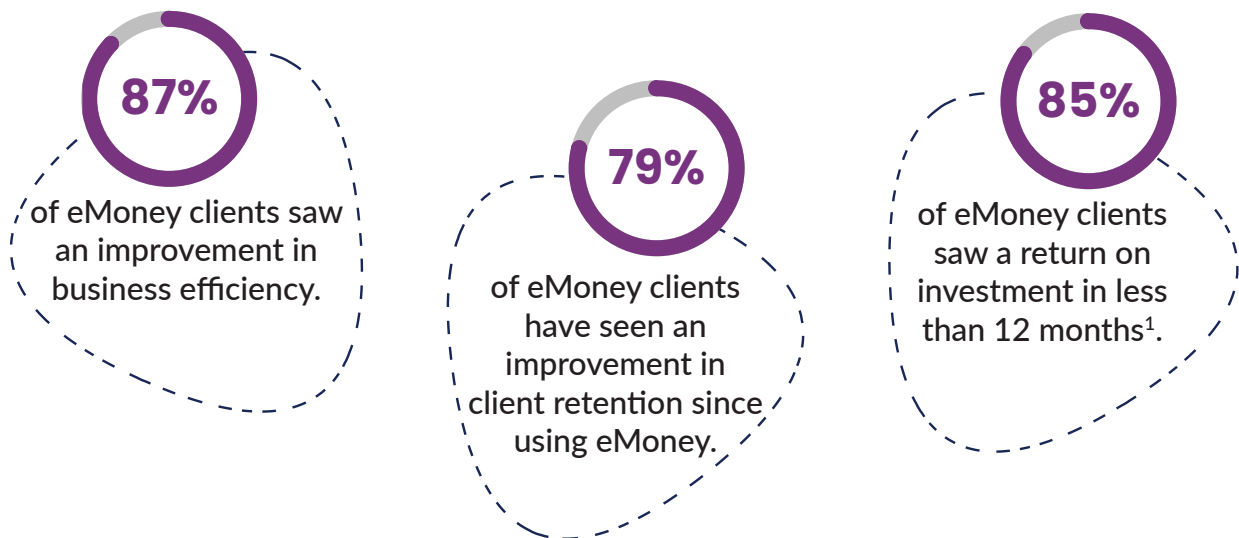 87%
of eMoney clients saw
an improvement in
business efficiency.
79%
of eMoney clients
have seen an
improvement in
client retention since
using eMoney.
85%
of eMoney clients
saw a return on
investment in less
than 12 months¹.